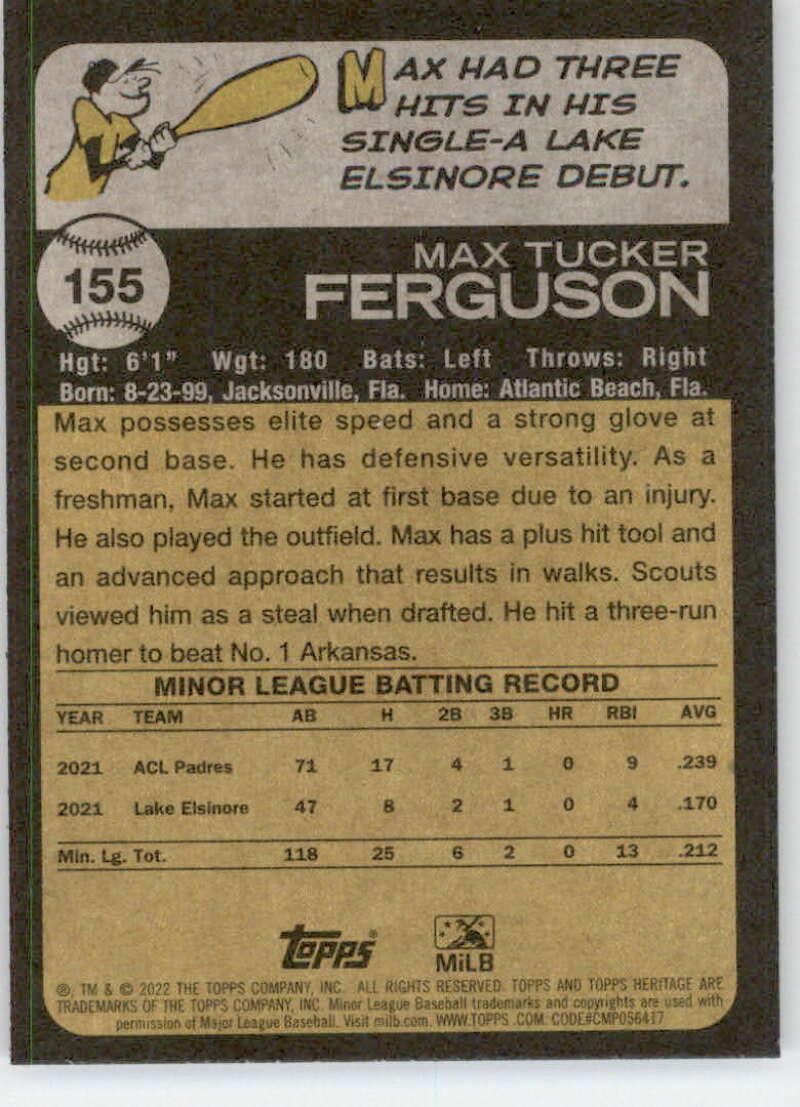 MAX HAD THREE
HITS IN HIS
SINGLE-A LAKE
ELSINORE DEBUT.
155
MAX TUCKER
FERGUSON
Hgt: 6'1" Wgt: 180 Bats: Left Throws: Right
Born: 8-23-99, Jacksonville, Fla. Home: Atlantic Beach, Fla.
Max possesses elite speed and a strong glove at
second base. He has defensive versatility. As a
freshman, Max started at first base due to an injury.
He also played the outfield. Max has a plus hit tool and
an advanced approach that results in walks. Scouts
viewed him as a steal when drafted. He hit a three-run
homer to beat No. 1 Arkansas.
MINOR LEAGUE BATTING RECORD
YEAR TEAM AB H 2B 3B HR RBI AVG
2021 ACL Padres 71 17 4 1 0 9 .239
2021 Lake Elsinore 47 8 2 1 0 4 .170
Min. Lg. Tot. 118 25 6 2 0 13 .212
Topps®
MiLB
®, TM & © 2022 THE TOPPS COMPANY, INC. ALL RIGHTS RESERVED. TOPPS AND TOPPS HERITAGE ARE
TRADEMARKS OF THE TOPPS COMPANY, INC. Minor League Baseball trademarks and copyrights are used with
permission of Major League Baseball. Visit milb.com. WWW.TOPPS.COM. CODE#CMP056417